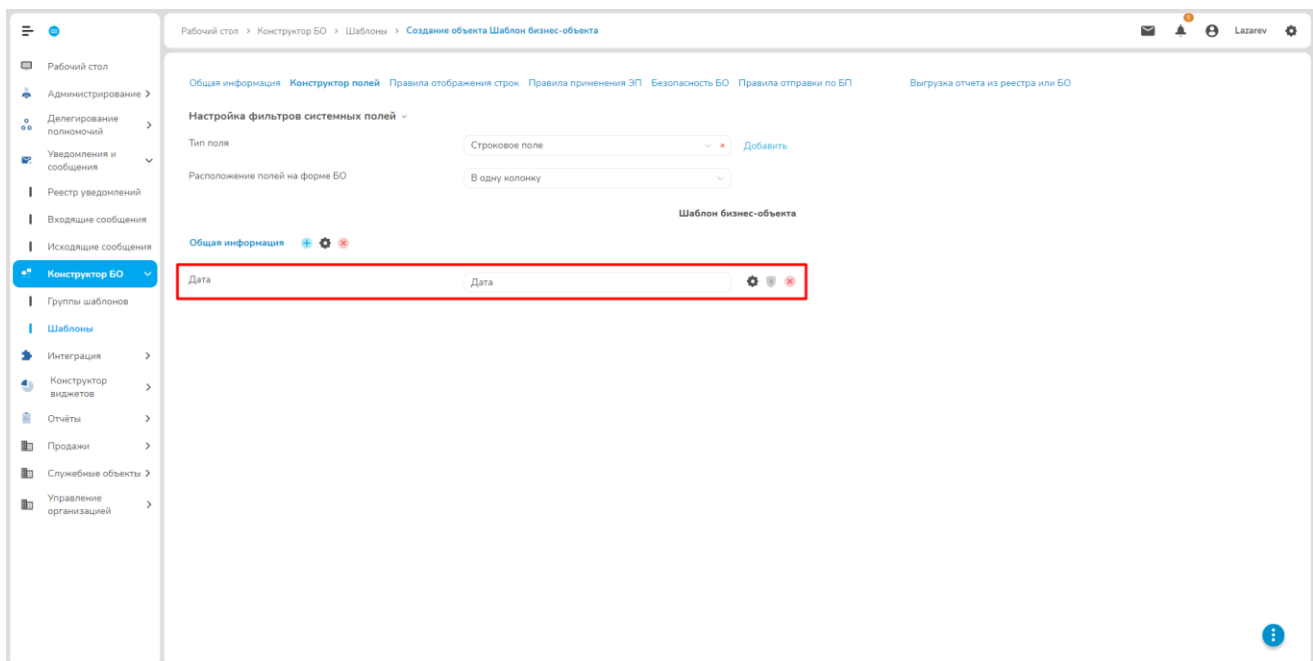 Рабочий стол > Конструктор БО > Шаблоны > Создание объекта Шаблон бизнес-объекта
Lazarev
Рабочий стол
Администрирование
Делегирование
полномочий
Уведомления и
сообщения
Реестр уведомлений
Входящие сообщения
Исходящие сообщения
Конструктор БО
Группы шаблонов
Шаблоны
Интеграция
Конструктор
виджетов
Отчёты
Продажи
Служебные объекты
Управление
организацией
Общая информация Конструктор полей Правила отображения строк Правила применения ЭП Безопасность БО Правила отправки по БП Выгрузка отчета из реестра или БО
Настройка фильтров системных полей
Тип поля Строковое поле Добавить
Расположение полей на форме БО В одну колонку
Шаблон бизнес-объекта
Общая информация
Дата Дата